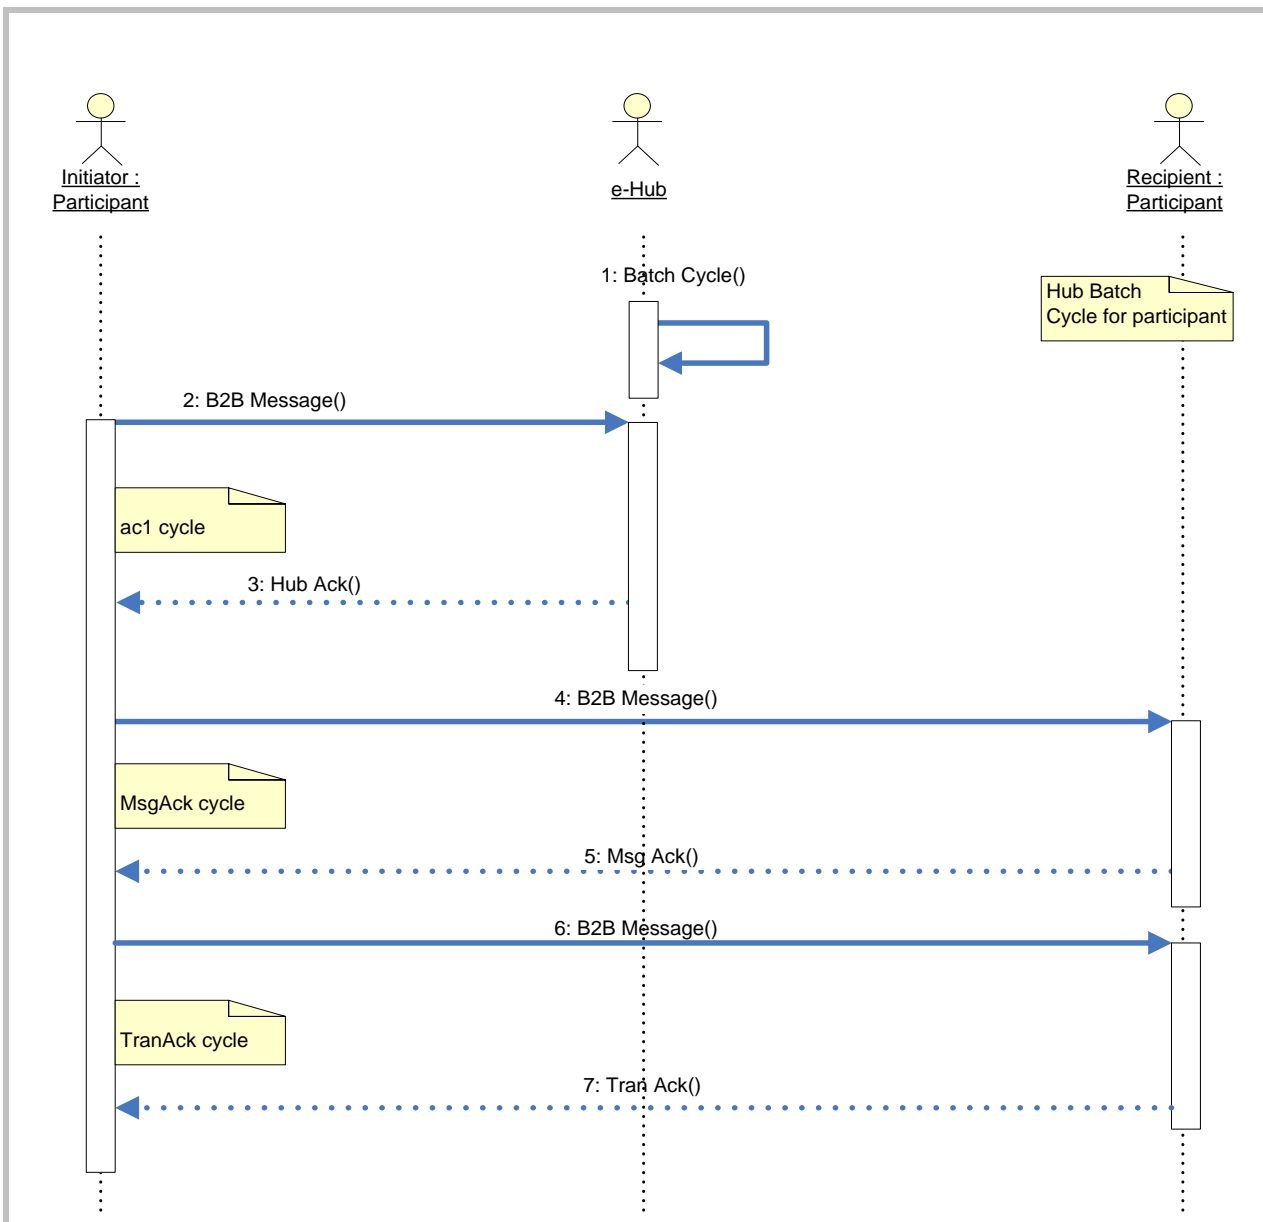 Initiator :
Participant
e-Hub
Recipient :
Participant
1: Batch Cycle()
Hub Batch
Cycle for participant
2: B2B Message()
ac1 cycle
3: Hub Ack()
4: B2B Message()
MsgAck cycle
5: Msg Ack()
6: B2B Message()
TranAck cycle
7: Tran Ack()